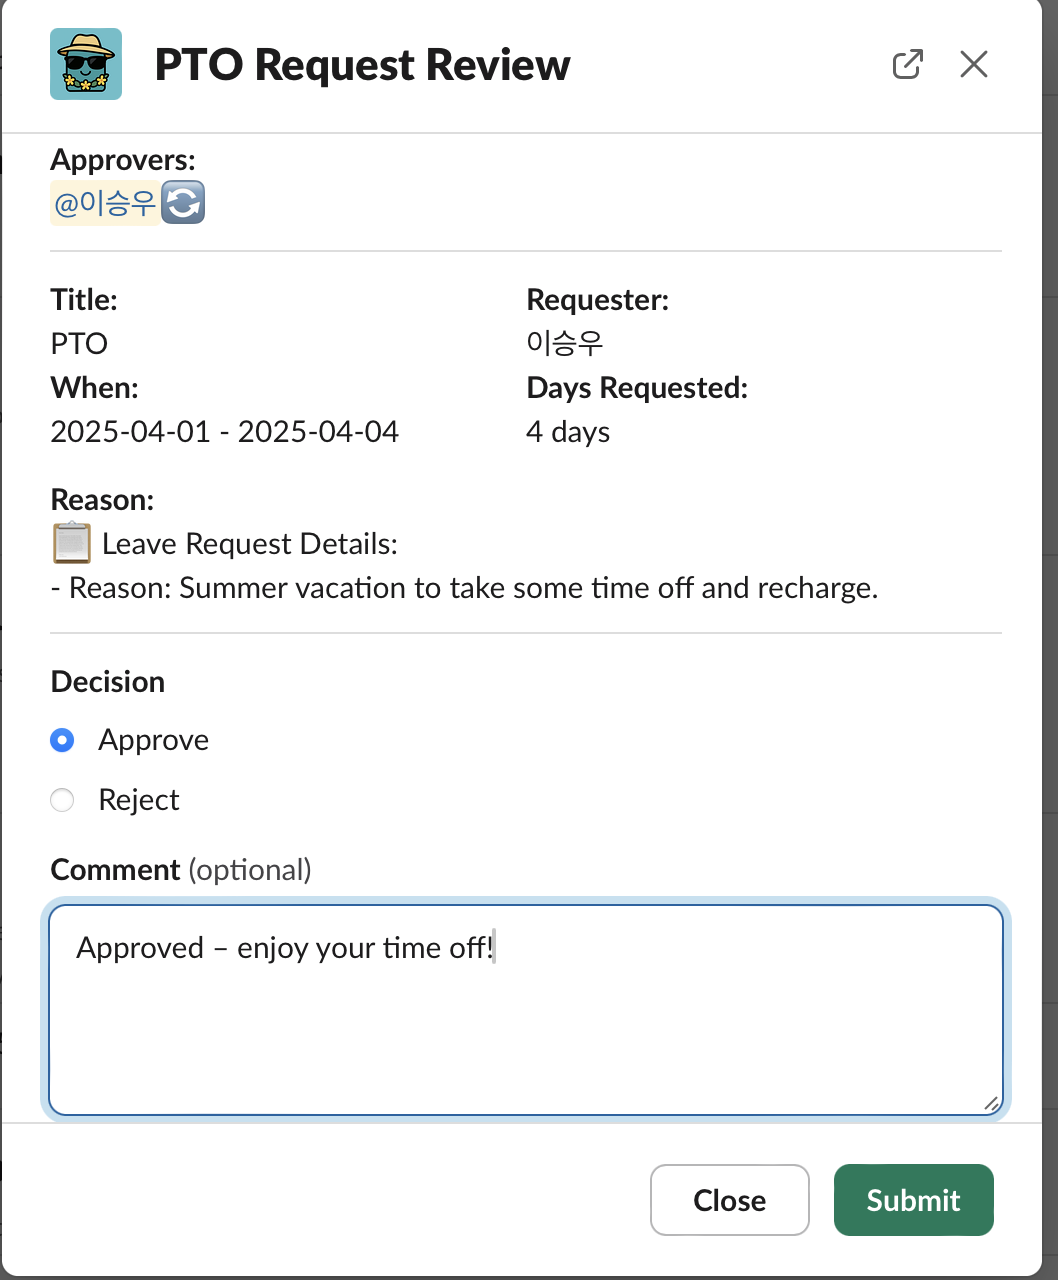 PTO Request Review
Approvers:
@이승우
Title:
PTO
Requester:
이승우
When:
2025-04-01 - 2025-04-04
Days Requested:
4 days
Reason:
Leave Request Details:
- Reason: Summer vacation to take some time off and recharge.
Decision
Approve
Reject
Comment (optional)
Approved – enjoy your time off!
Close
Submit